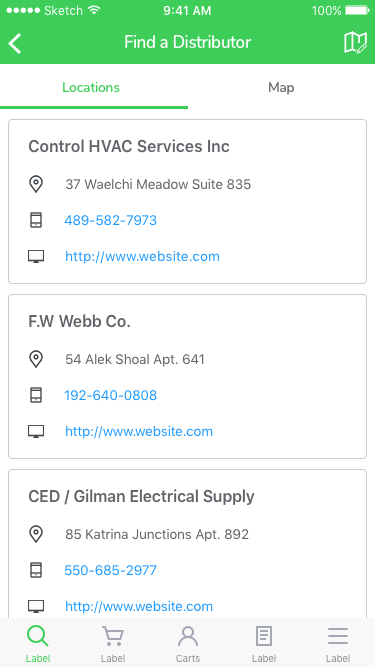 Sketch 9:41 AM 100%
Find a Distributor
Locations Map
Control HVAC Services Inc
37 Waelchi Meadow Suite 835
489-582-7973
http://www.website.com
F.W Webb Co.
54 Alek Shoal Apt. 641
192-640-0808
http://www.website.com
CED / Gilman Electrical Supply
85 Katrina Junctions Apt. 892
550-685-2977
http://www.website.com
Label Label Carts Label Label